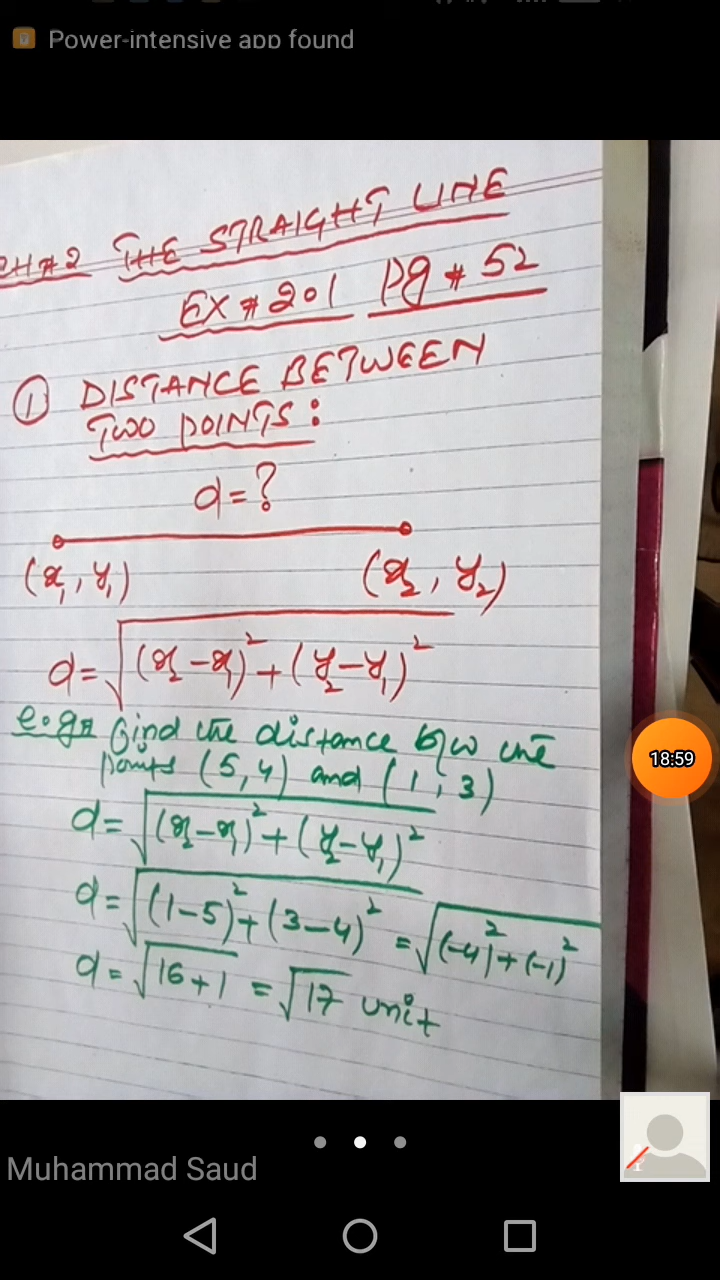 Power-intensive app found
CH # 2 THE STRAIGHT LINE
EX # 2.1 Pg # 52
① DISTANCE BETWEEN
TWO POINTS:
d = ?
(x₁, y₁) (x₂, y₂)
d = √(x₂ - x₁)² + (y₂ - y₁)²
e.g# Find the distance b/w the
points (5,4) and (1,3)
d = √(x₂ - x₁)² + (y₂ - y₁)²
d = √(1-5)² + (3-4)² = √(-4)² + (-1)²
d = √16+1 = √17 unit
18:59
Muhammad Saud